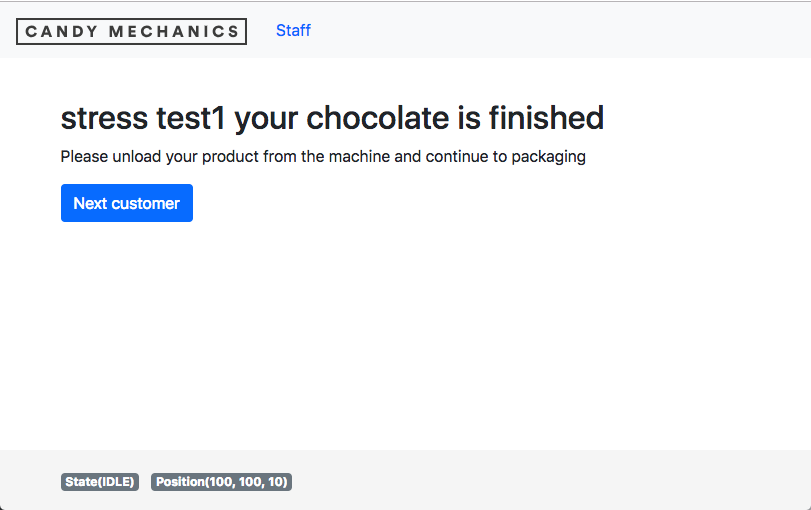 CANDY MECHANICS Staff
stress test1 your chocolate is finished
Please unload your product from the machine and continue to packaging
Next customer
State(IDLE) Position(100, 100, 10)